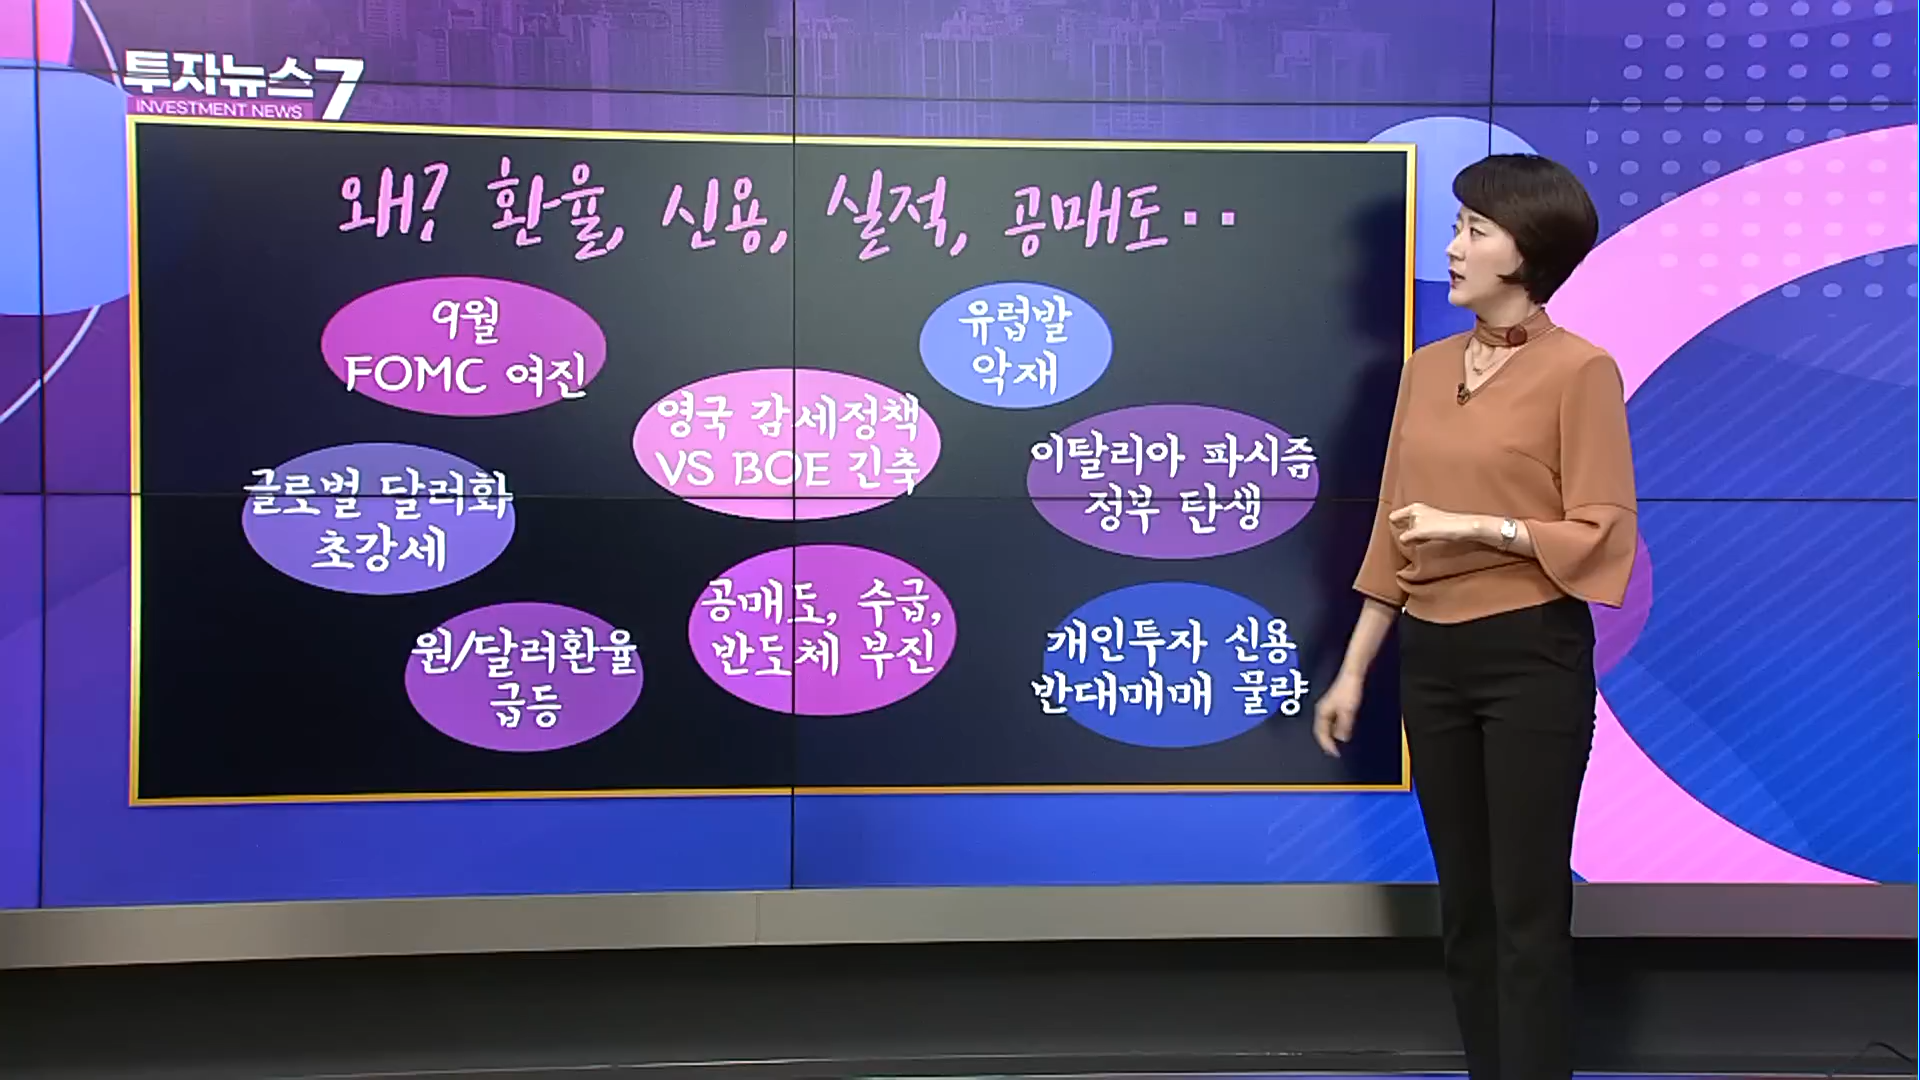 투자뉴스7
INVESTMENT NEWS
왜? 환율, 신용, 실적, 공매도..
9월
FOMC 여진
유럽발
악재
영국 감세정책
VS BOE 긴축
이탈리아 파시즘
정부 탄생
글로벌 달러화
초강세
공매도, 수급,
반도체 부진
원/달러환율
급등
개인투자 신용
반대매매 물량